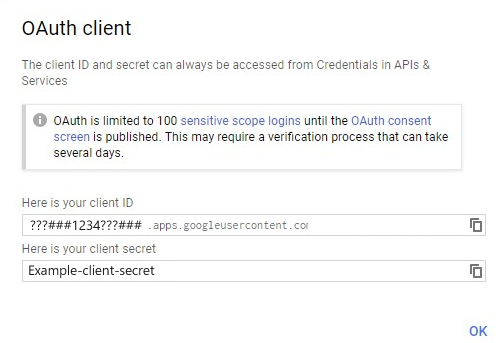 OAuth client
The client ID and secret can always be accessed from Credentials in APIs &
Services
OAuth is limited to 100 sensitive scope logins until the OAuth consent
screen is published. This may require a verification process that can take
several days.
Here is your client ID
???###1234???### .apps.googleusercontent.com
Here is your client secret
Example-client-secret
OK